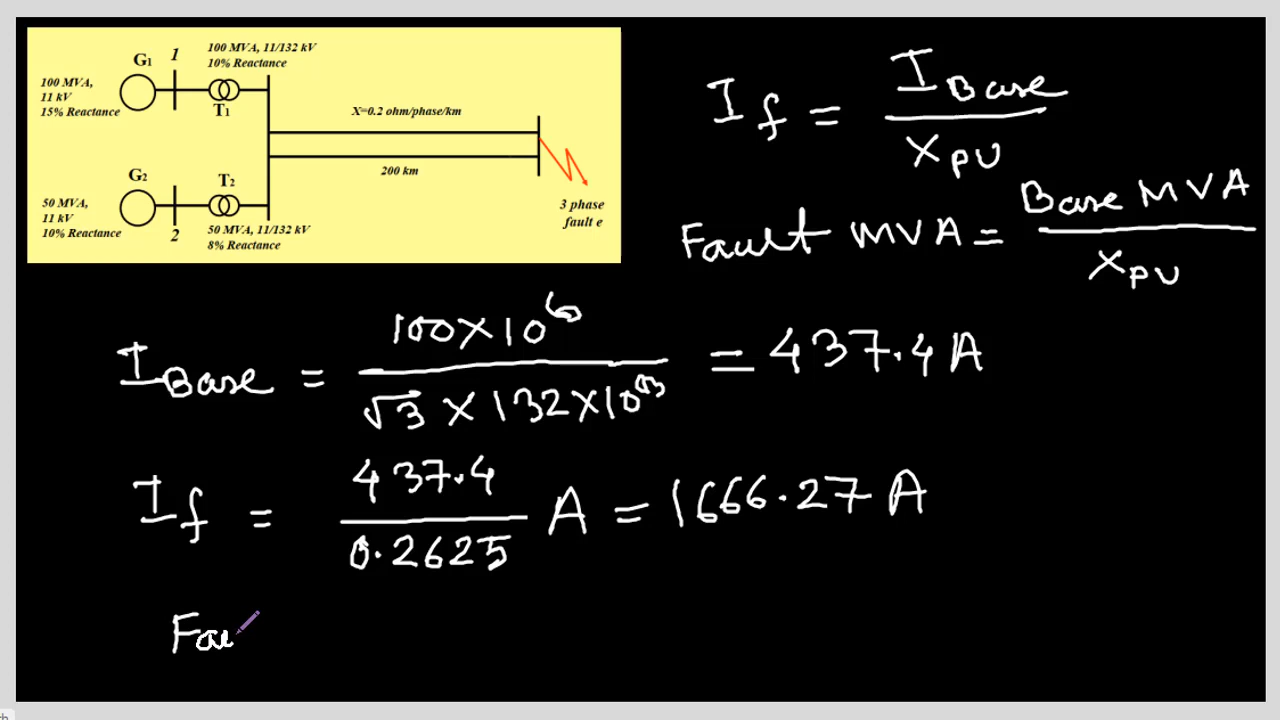 G1
1
100 MVA, 11/132 kV
10% Reactance
100 MVA,
11 kV
15% Reactance
T1
X=0.2 ohm/phase/km
200 km
G2
T2
50 MVA,
11 kV
10% Reactance
2
50 MVA, 11/132 kV
8% Reactance
3 phase
fault e
If = IBase / XPU
Fault MVA = Base MVA / XPU
IBase = 100×10^6 / √3 × 132×10^3 = 437.4 A
If = 437.4 / 0.2625 A = 1666.27 A
Fau